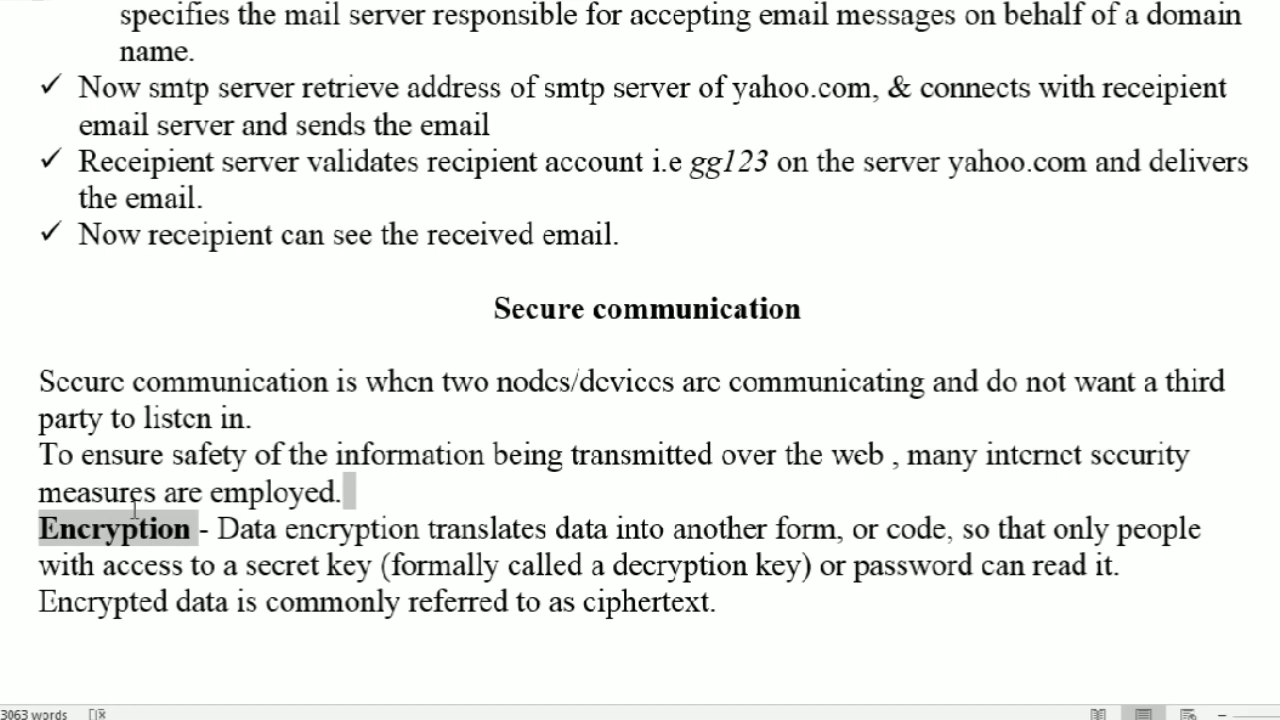 specifies the mail server responsible for accepting email messages on behalf of a domain
name.
✓ Now smtp server retrieve address of smtp server of yahoo.com, & connects with receipient
email server and sends the email
✓ Receipient server validates recipient account i.e gg123 on the server yahoo.com and delivers
the email.
✓ Now receipient can see the received email.
Secure communication
Secure communication is when two nodes/devices are communicating and do not want a third
party to listen in.
To ensure safety of the information being transmitted over the web , many internet security
measures are employed.
Encryption - Data encryption translates data into another form, or code, so that only people
with access to a secret key (formally called a decryption key) or password can read it.
Encrypted data is commonly referred to as ciphertext.
3063 words